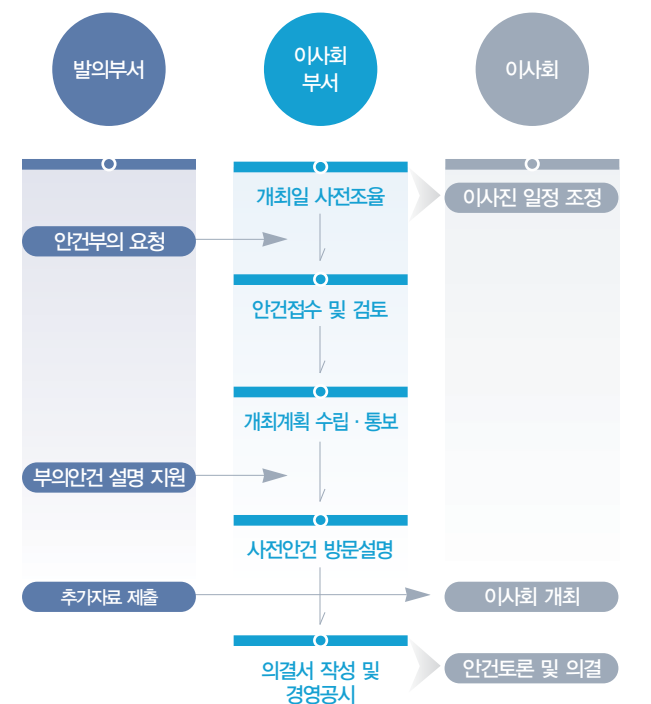 발의부서
이사회
부서
이사회
개최일 사전조율
이사진 일정 조정
안건부의 요청
안건접수 및 검토
개최계획 수립 · 통보
부의안건 설명 지원
사전안건 방문설명
추가자료 제출
이사회 개최
의결서 작성 및
경영공시
안건토론 및 의결